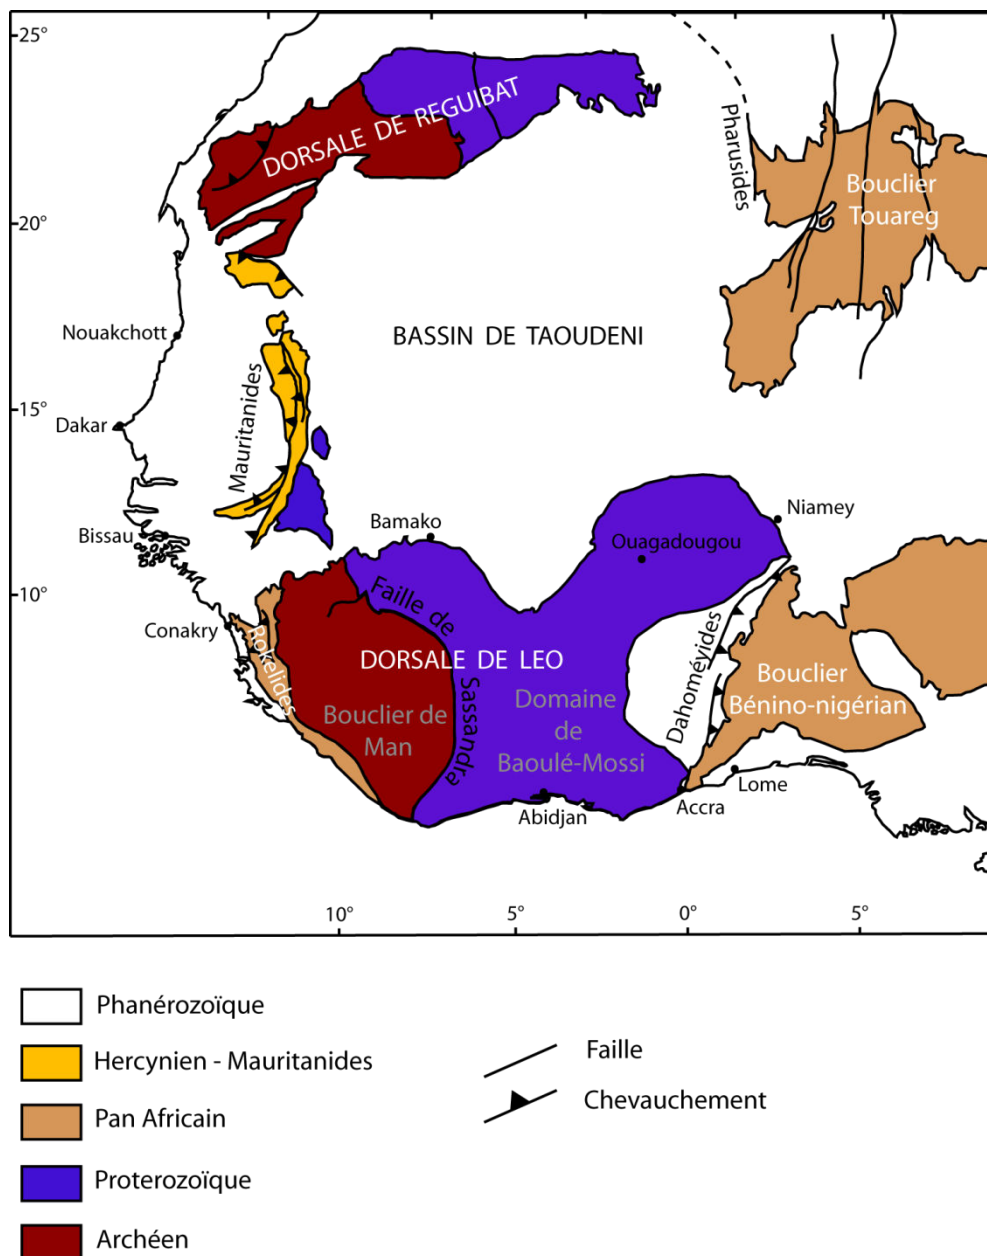 25°
DORSALE DE REGUIBAT
Pharusides
Bouclier
Touareg
20°
Nouakchott
BASSIN DE TAOUDENI
Mauritanides
15°
Dakar
Bissau
Bamako
Niamey
Ouagadougou
10°
Conakry
Rokelides
Faille de
Sassandra
DORSALE DE LEO
Bouclier de
Man
Domaine
de
Baoulé-Mossi
Dahoméyides
Bouclier
Bénino-nigérian
Abidjan
Accra
Lome
10°
5°
0°
5°
Phanérozoïque
Hercynien - Mauritanides
Pan Africain
Proterozoïque
Archéen
Faille
Chevauchement